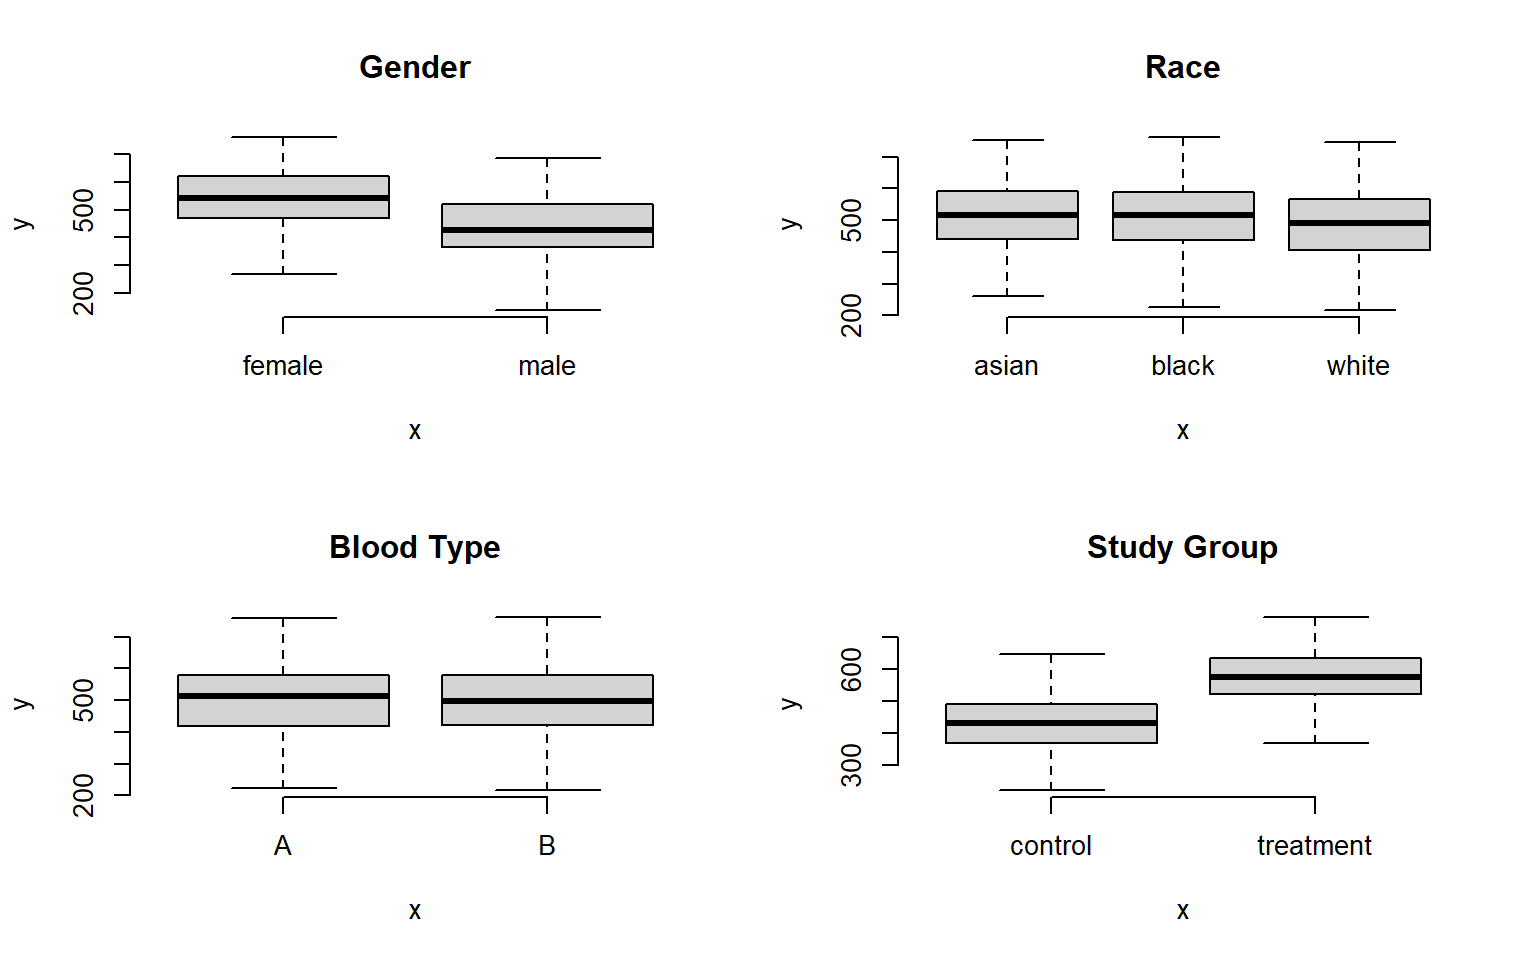 Gender
y
500
200
female male
x
Race
y
500
200
asian black white
x
Blood Type
y
500
200
A B
x
Study Group
y
600
300
control treatment
x